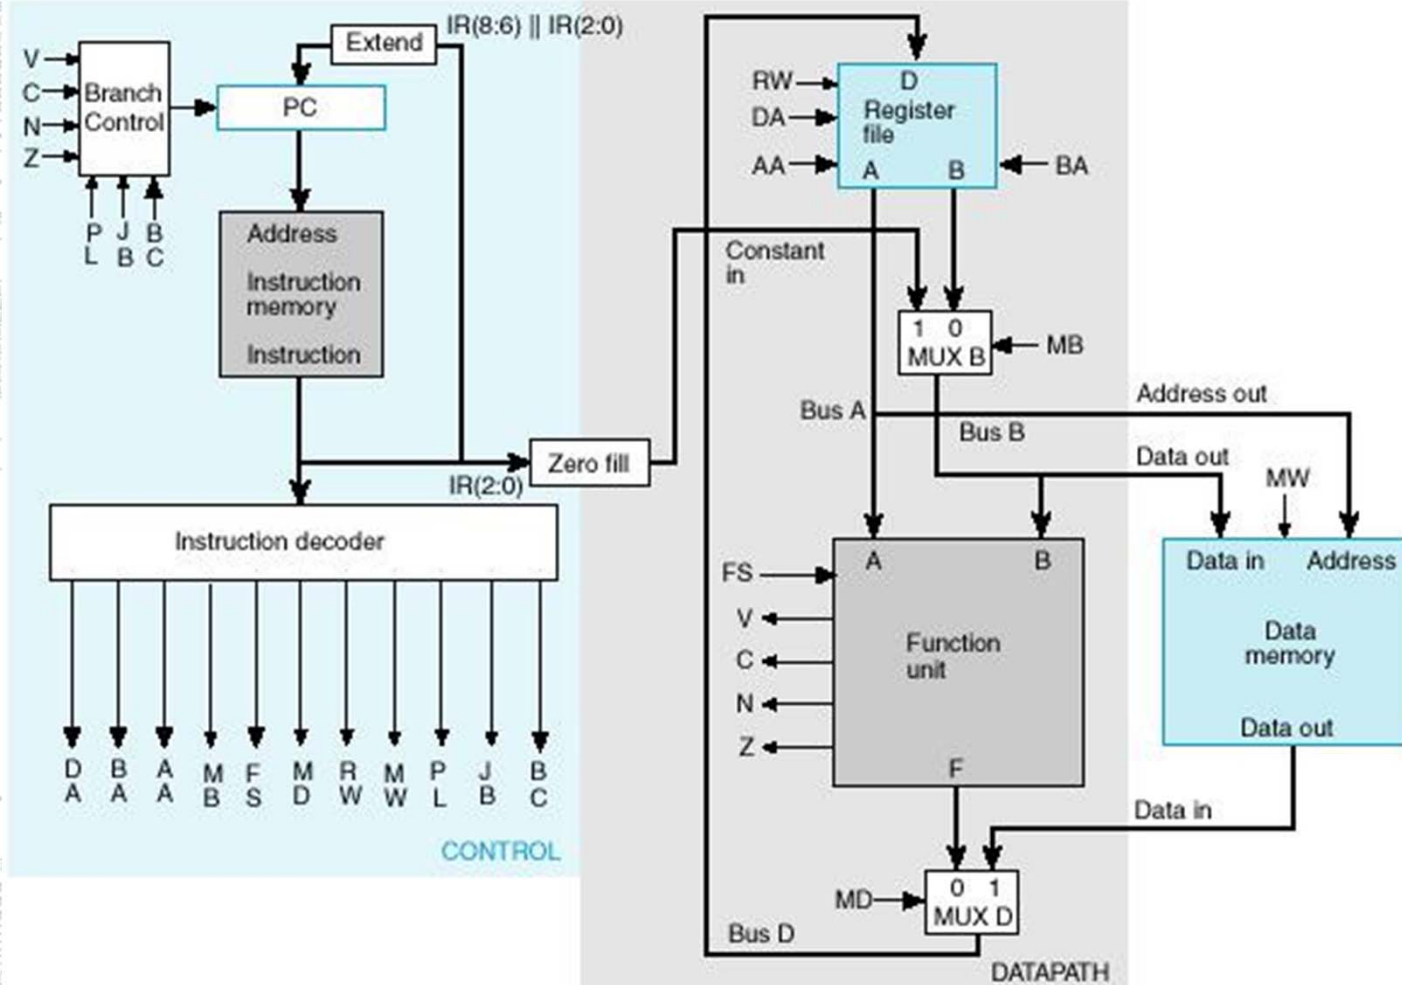 IR(8:6) || IR(2:0)
Extend
V
C
N
Z
Branch
Control
PC
P
L
J
B
B
C
Address
Instruction
memory
Instruction
IR(2:0)
Zero fill
Instruction decoder
D
A
B
A
A
A
M
B
F
S
M
D
R
W
M
W
P
L
J
B
B
C
CONTROL
RW
DA
AA
D
Register
file
A
B
BA
Constant
in
1 0
MUX B
MB
Bus A
Bus B
Address out
Data out
MW
FS
V
C
N
Z
A
B
Function
unit
F
Data in
Address
Data
memory
Data out
Data in
MD
0 1
MUX D
Bus D
DATAPATH